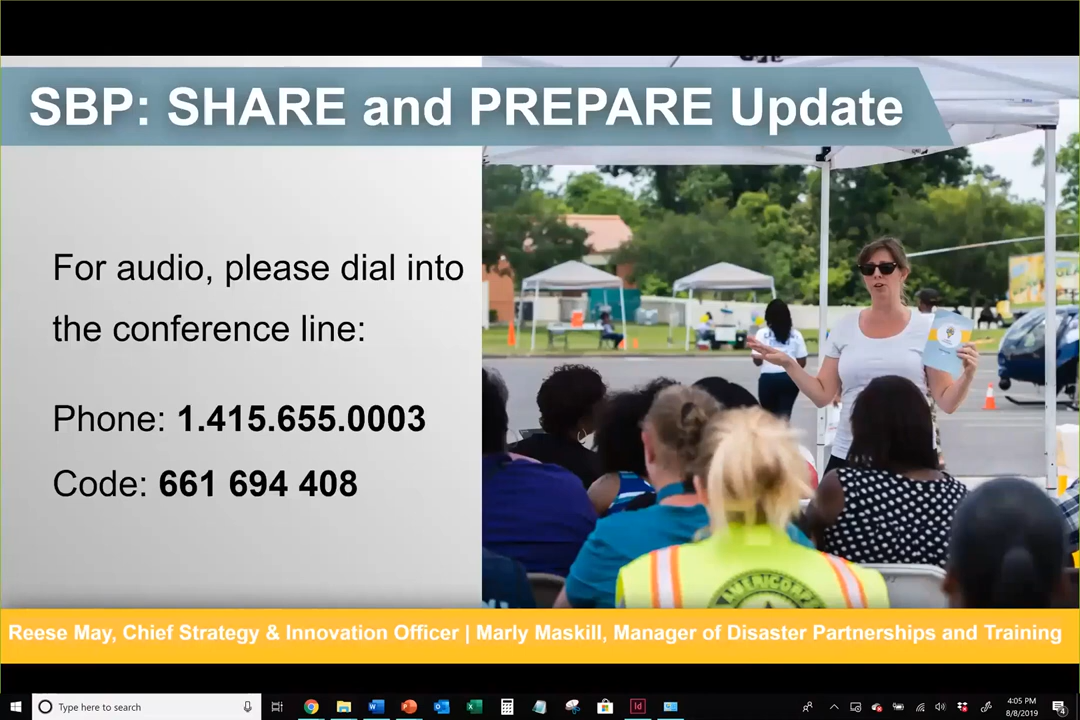 SBP: SHARE and PREPARE Update
For audio, please dial into
the conference line:
Phone: 1.415.655.0003
Code: 661 694 408
Reese May, Chief Strategy & Innovation Officer | Marly Maskill, Manager of Disaster Partnerships and Training
Type here to search
4:05 PM
8/8/2019